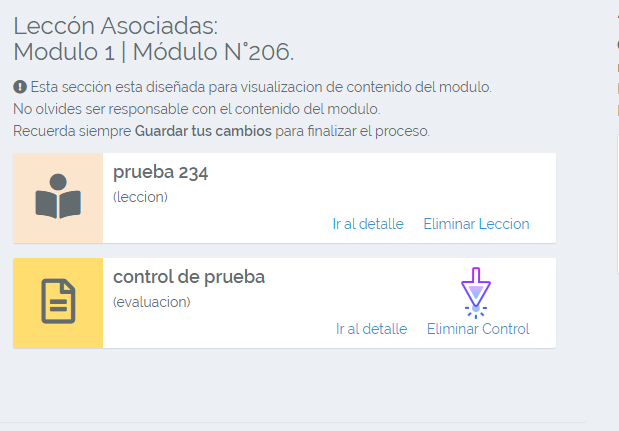 Leccón Asociadas:
Modulo 1 | Módulo N°206.
Esta sección esta diseñada para visualizacion de contenido del modulo.
No olvides ser responsable con el contenido del modulo.
Recuerda siempre Guardar tus cambios para finalizar el proceso.
prueba 234
(leccion)
Ir al detalle Eliminar Leccion
control de prueba
(evaluacion)
Ir al detalle Eliminar Control